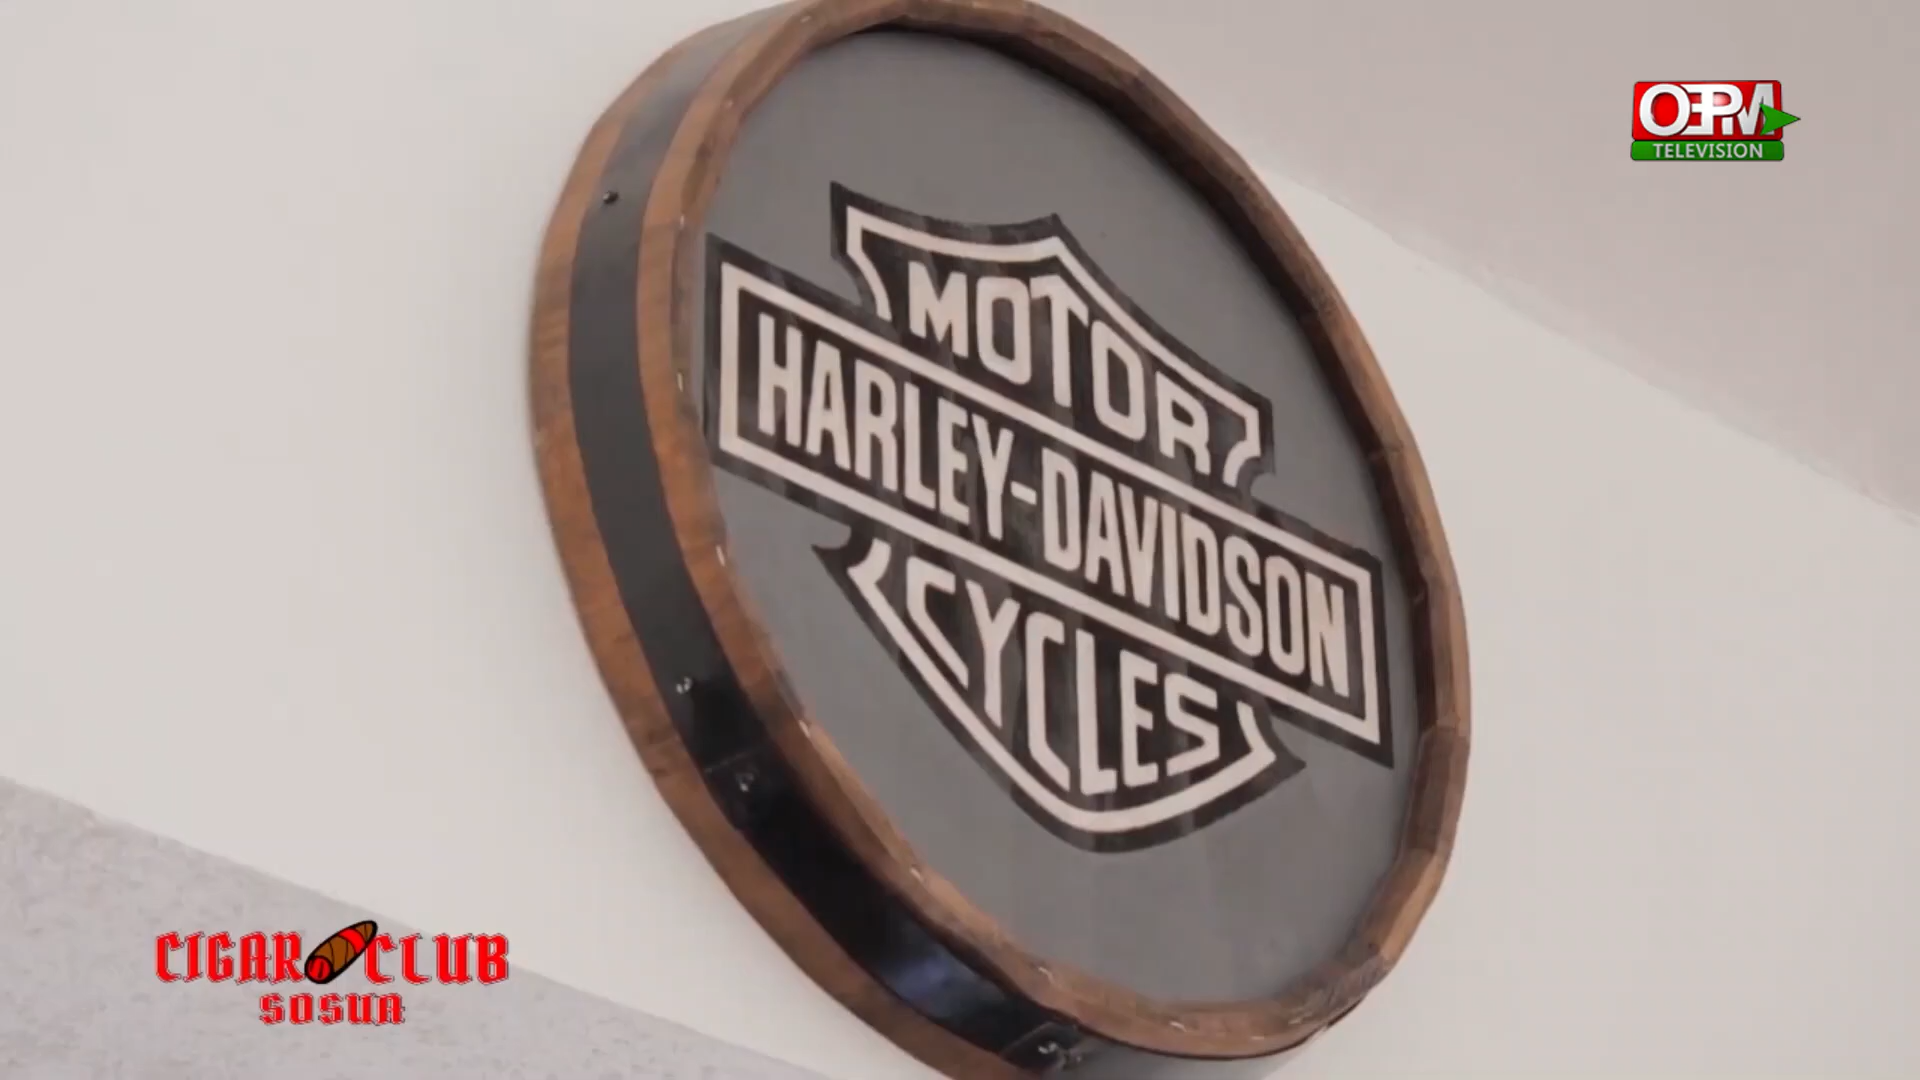 OEPM
TELEVISION
MOTOR
HARLEY-DAVIDSON
CYCLES
CIGAR CLUB
SOSUA